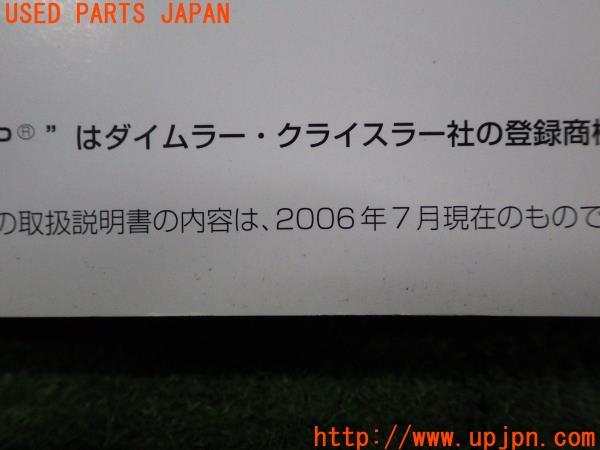 USED PARTS JAPAN
P® ” はダイムラー・クライスラー社の登録商標
の取扱説明書の内容は、2006年7月現在のもので
http://www.upjpn.com